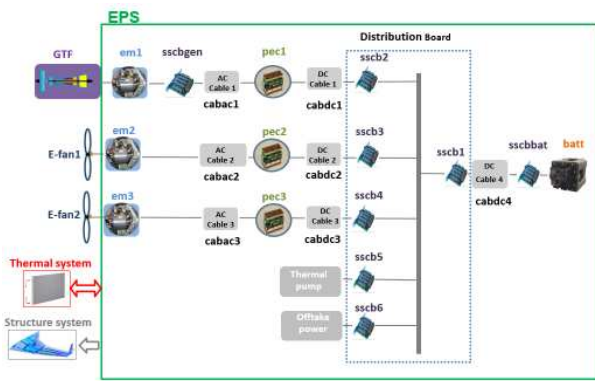 EPS
Distribution Board
GTF
em1
sscbgen
AC
Cable 1
cabac1
pec1
DC
Cable 1
cabdc1
sscb2
E-fan1
em2
AC
Cable 2
cabac2
pec2
DC
Cable 2
cabdc2
sscb3
sscb1
DC
Cable 4
cabdc4
sscbbat
batt
E-fan2
em3
AC
Cable 3
cabac3
pec3
DC
Cable 3
cabdc3
sscb4
Thermal system
Thermal
pump
sscb5
Structure system
Offtake
power
sscb6